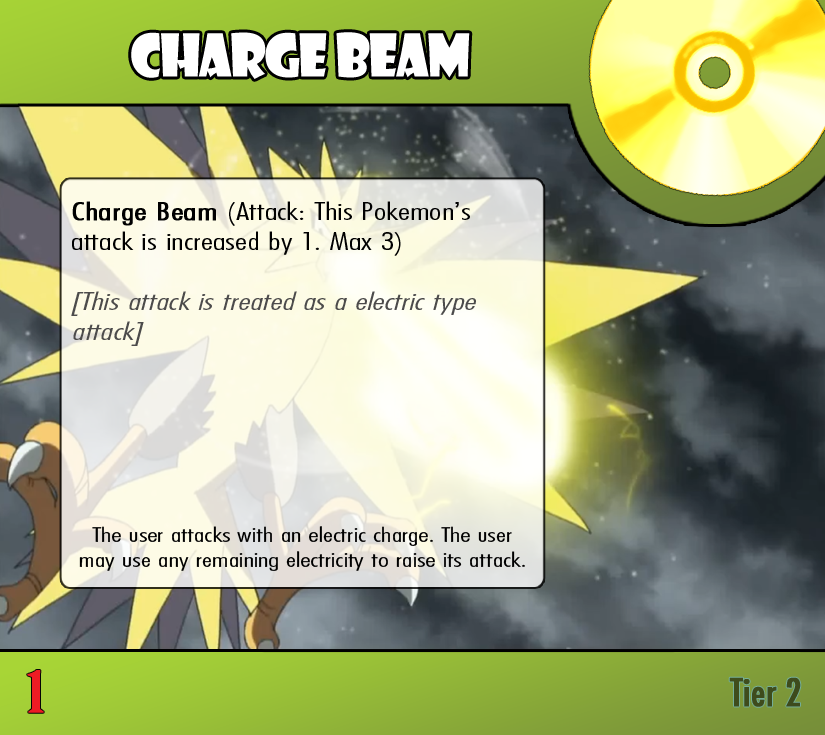 CHARGE BEAM
Charge Beam (Attack: This Pokemon's
attack is increased by 1. Max 3)
[This attack is treated as a electric type
attack]
The user attacks with an electric charge. The user
may use any remaining electricity to raise its attack.
1
Tier 2